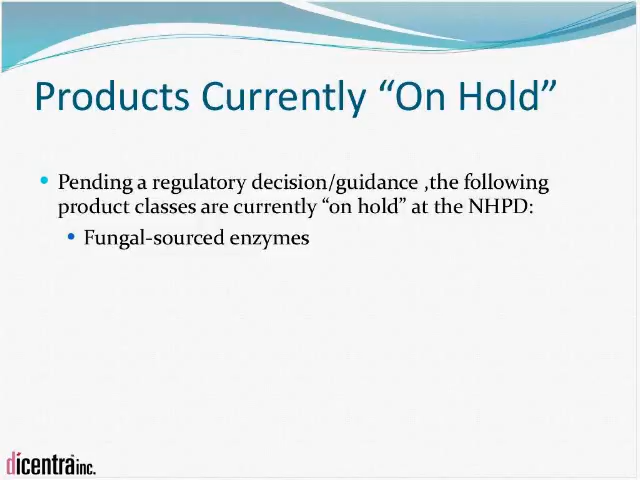 Products Currently “On Hold”
• Pending a regulatory decision/guidance ,the following
product classes are currently “on hold” at the NHPD:
• Fungal-sourced enzymes
dicentra inc.